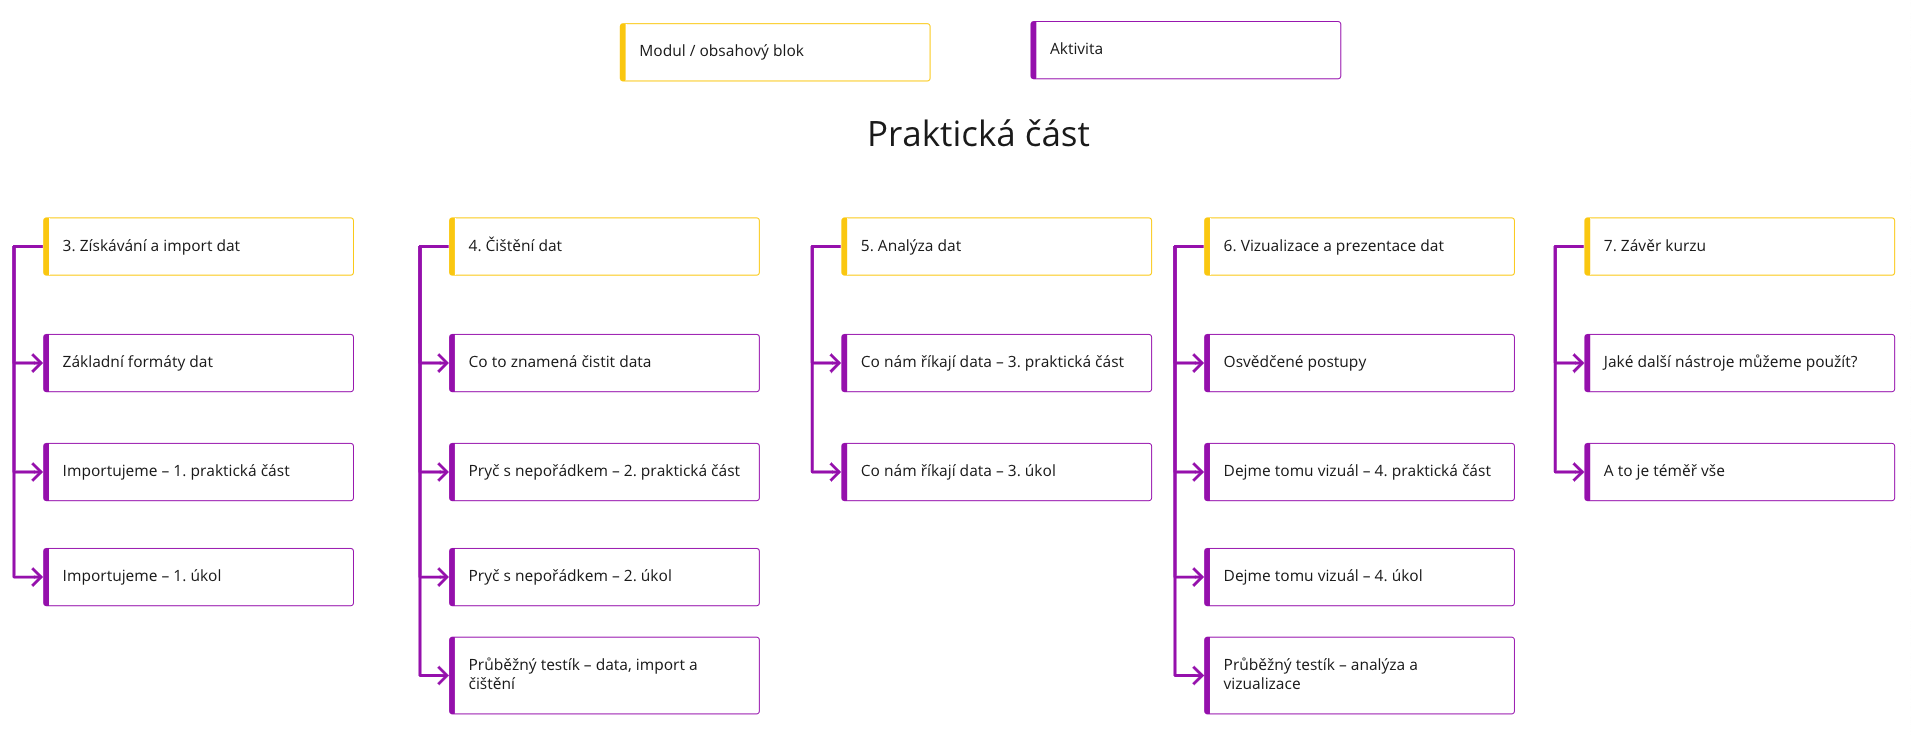 Modul / obsahový blok
Aktivita
Praktická část
3. Získávání a import dat
Základní formáty dat
Importujeme – 1. praktická část
Importujeme – 1. úkol
4. Čištění dat
Co to znamená čistit data
Pryč s nepořádkem – 2. praktická část
Pryč s nepořádkem – 2. úkol
Průběžný testík – data, import a
čištění
5. Analýza dat
Co nám říkají data – 3. praktická část
Co nám říkají data – 3. úkol
6. Vizualizace a prezentace dat
Osvědčené postupy
Dejme tomu vizuál – 4. praktická část
Dejme tomu vizuál – 4. úkol
Průběžný testík – analýza a
vizualizace
7. Závěr kurzu
Jaké další nástroje můžeme použít?
A to je téměř vše